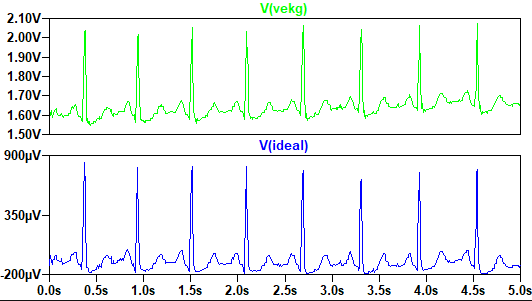 V(vekg)
2.10V
2.00V
1.90V
1.80V
1.70V
1.60V
1.50V
V(ideal)
900µV
350µV
-200µV
0.0s 0.5s 1.0s 1.5s 2.0s 2.5s 3.0s 3.5s 4.0s 4.5s 5.0s